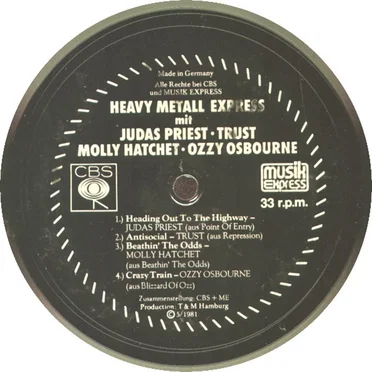 Made in Germany
Alle Rechte bei CBS
und MUSIK EXPRESS
HEAVY METALL EXPRESS
mit
JUDAS PRIEST · TRUST
MOLLY HATCHET · OZZY OSBOURNE
CBS
musik
EXPRESS
33 r.p.m.
1.) Heading Out To The Highway –
JUDAS PRIEST (aus Point Of Entry)
2.) Antisocial – TRUST (aus Repression)
3.) Beathin' The Odds –
MOLLY HATCHET
(aus Beathin' The Odds)
4.) Crazy Train – OZZY OSBOURNE
(aus Blizzard Of Ozz)
Zusammenstellung: CBS + ME
Production: T & M Hamburg
© 5/1981